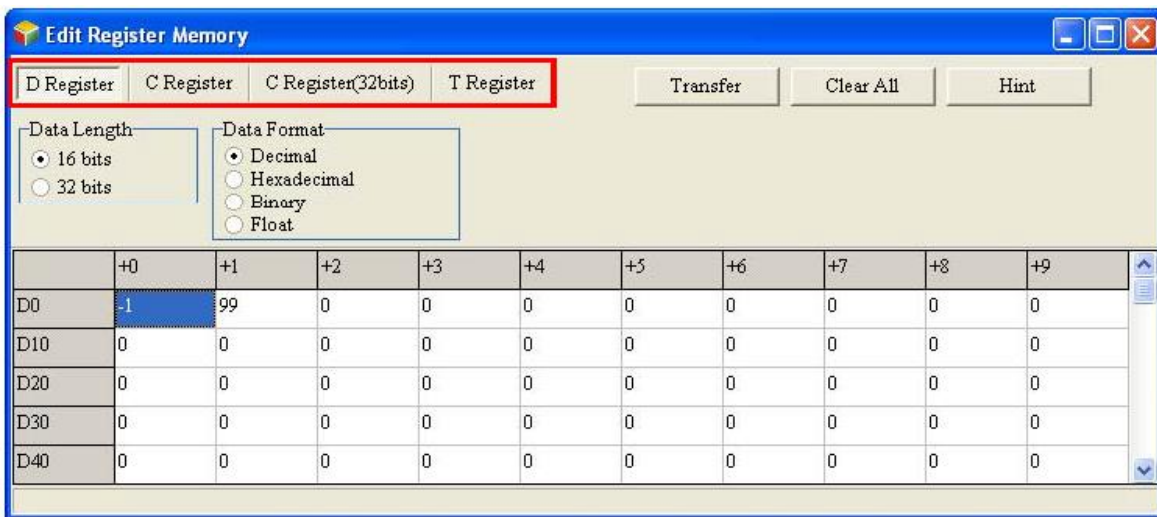 Edit Register Memory
D Register C Register C Register(32bits) T Register Transfer Clear All Hint
Data Length
16 bits
32 bits
Data Format
Decimal
Hexadecimal
Binary
Float
+0 +1 +2 +3 +4 +5 +6 +7 +8 +9
D0 -1 99 0 0 0 0 0 0 0 0
D10 0 0 0 0 0 0 0 0 0 0
D20 0 0 0 0 0 0 0 0 0 0
D30 0 0 0 0 0 0 0 0 0 0
D40 0 0 0 0 0 0 0 0 0 0